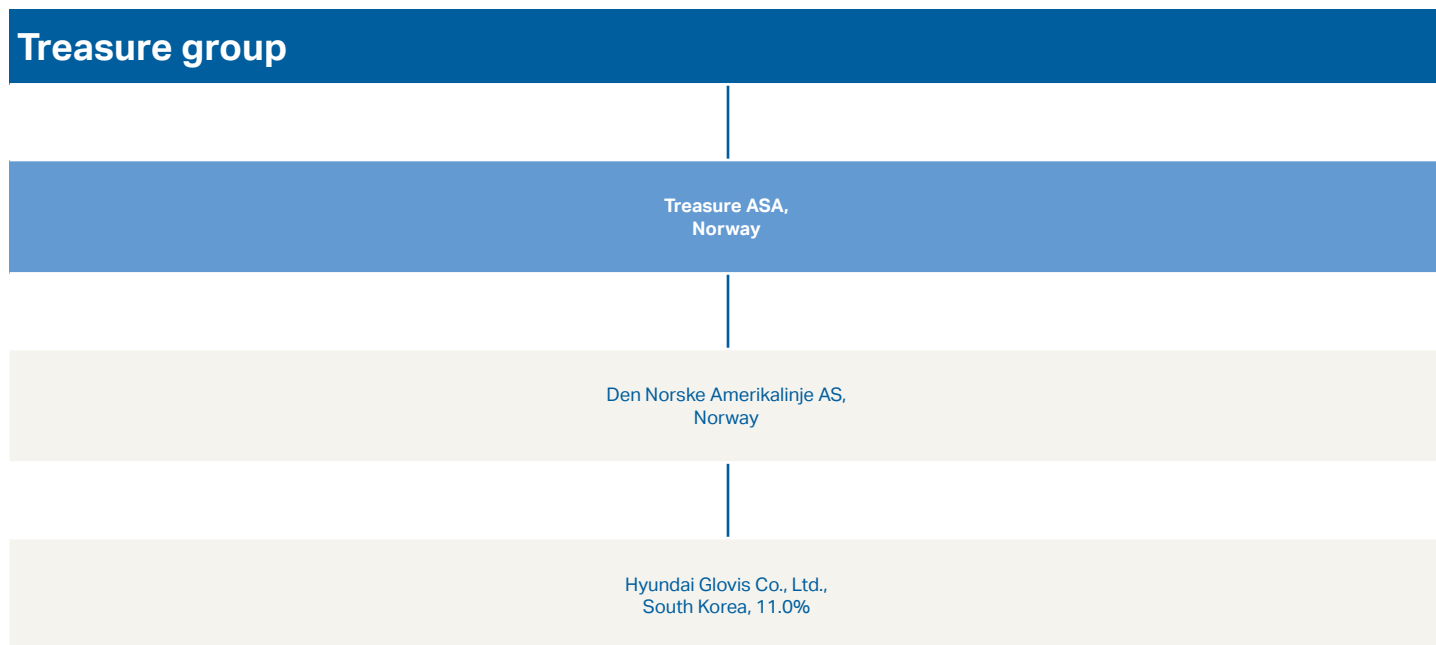 Treasure group
Treasure ASA,
Norway
Den Norske Amerikalinje AS,
Norway
Hyundai Glovis Co., Ltd.,
South Korea, 11.0%